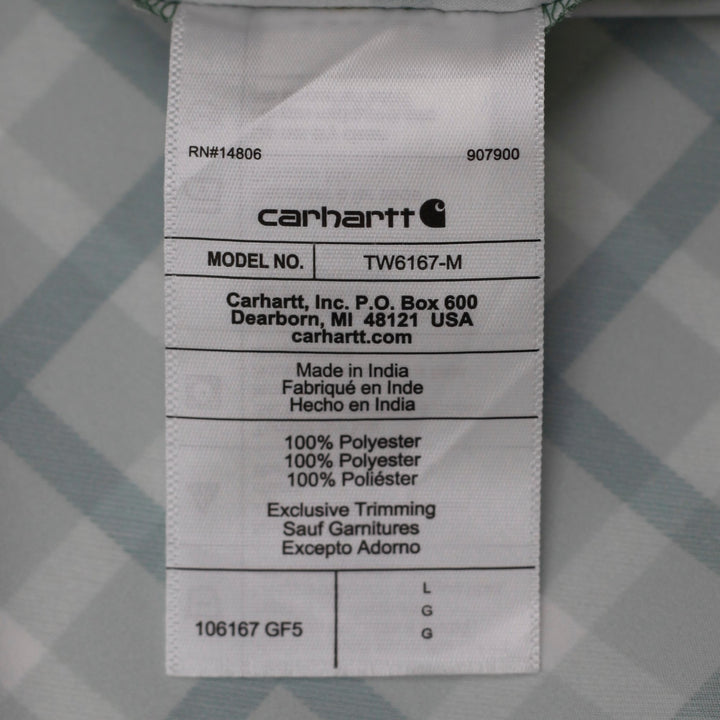 RN#14806 907900
carhartt
MODEL NO. TW6167-M
Carhartt, Inc. P.O. Box 600
Dearborn, MI 48121 USA
carhartt.com
Made in India
Fabriqué en Inde
Hecho en India
100% Polyester
100% Polyester
100% Poliéster
Exclusive Trimming
Sauf Garnitures
Excepto Adorno
106167 GF5
L
G
G